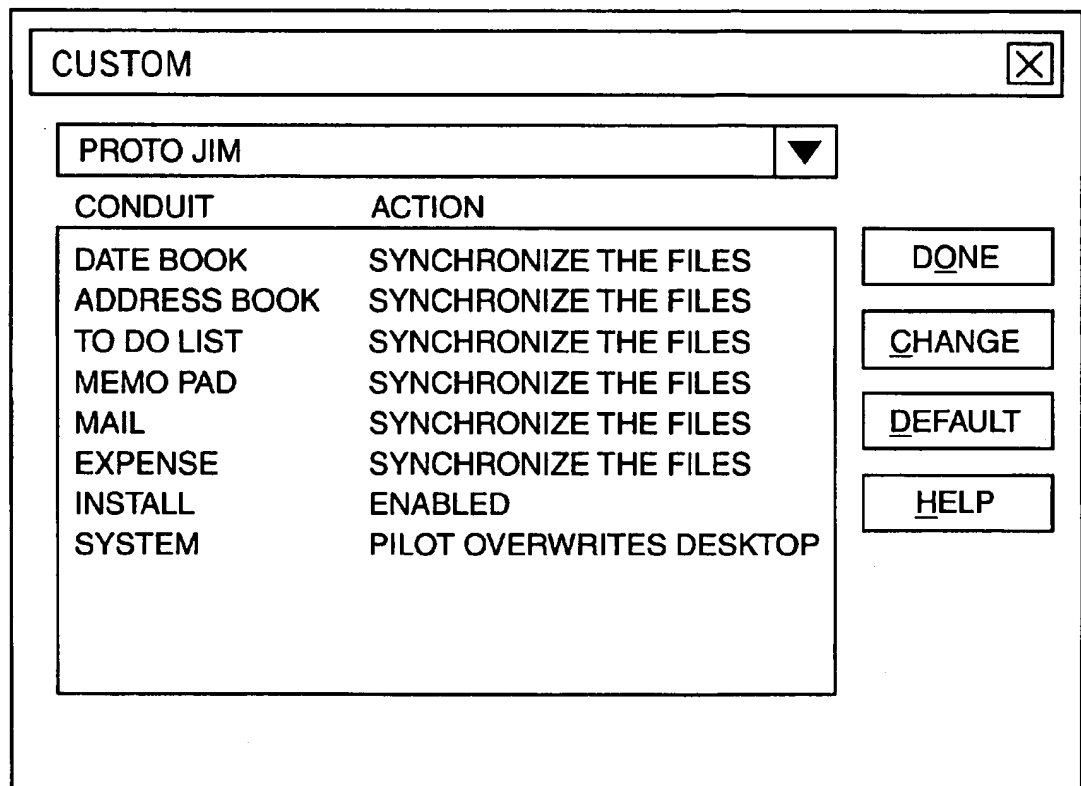 CUSTOM
PROTO JIM
CONDUIT ACTION
DATE BOOK SYNCHRONIZE THE FILES
ADDRESS BOOK SYNCHRONIZE THE FILES
TO DO LIST SYNCHRONIZE THE FILES
MEMO PAD SYNCHRONIZE THE FILES
MAIL SYNCHRONIZE THE FILES
EXPENSE SYNCHRONIZE THE FILES
INSTALL ENABLED
SYSTEM PILOT OVERWRITES DESKTOP
DONE
CHANGE
DEFAULT
HELP